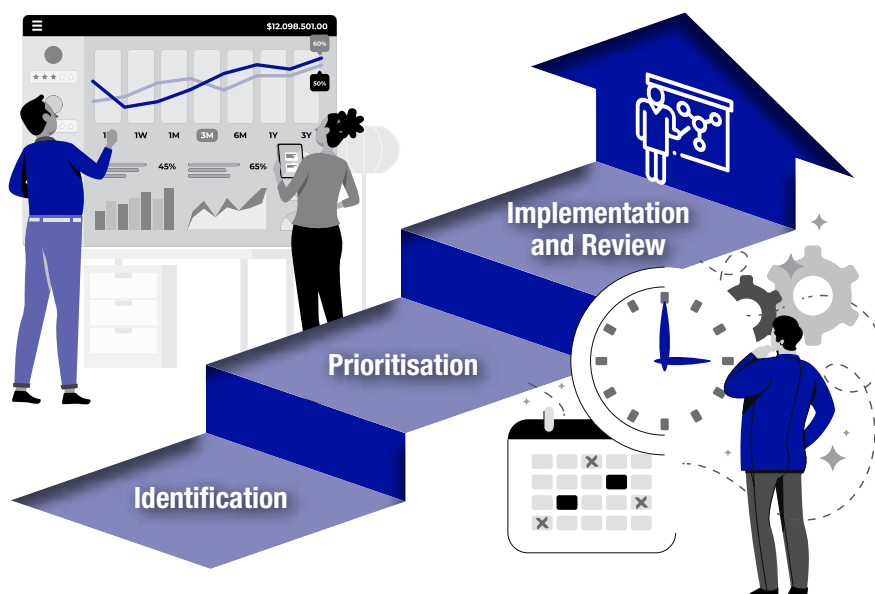 $12.098.501.00
60%
50%
1W
1M
3M
6M
1Y
3Y
45%
65%
Implementation
and Review
Prioritisation
Identification